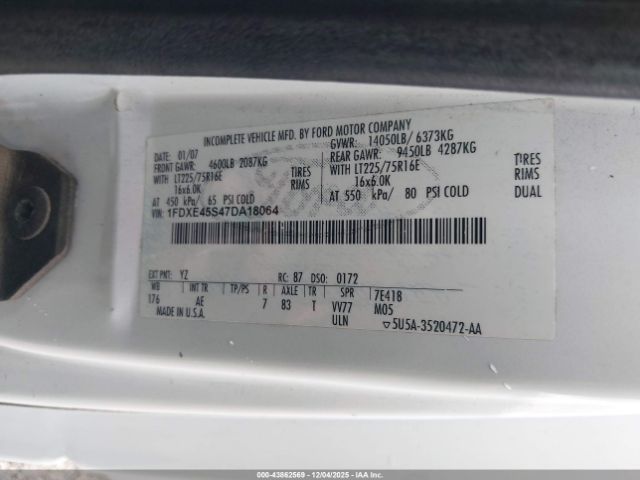 INCOMPLETE VEHICLE MFD. BY FORD MOTOR COMPANY
DATE: 01/07 GVWR: 14050LB/ 6373KG
FRONT GAWR: 4600LB 2087KG REAR GAWR: 9450LB 4287KG
WITH LT225/75R16E TIRES WITH LT225/75R16E TIRES
16x6.0K RIMS 16x6.0K RIMS
AT 450 kPa/ 65 PSI COLD AT 550 kPa/ 80 PSI COLD DUAL
VIN: 1FDXE45S47DA18064
EXT PNT: YZ RC: 87 DSO: 0172
WB INT TR TP/PS R AXLE TR SPR 7E418
176 AE 7 83 T VV77 M05
MADE IN U.S.A. ULN ▽5U5A-3520472-AA
000-43862569 - 12/04/2025 - IAAI.COM